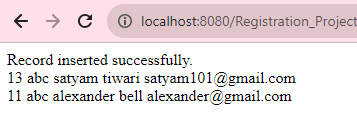 localhost:8080/Registration_Project
Record inserted successfully.
13 abc satyam tiwari satyam101@gmail.com
11 abc alexander bell alexander@gmail.com